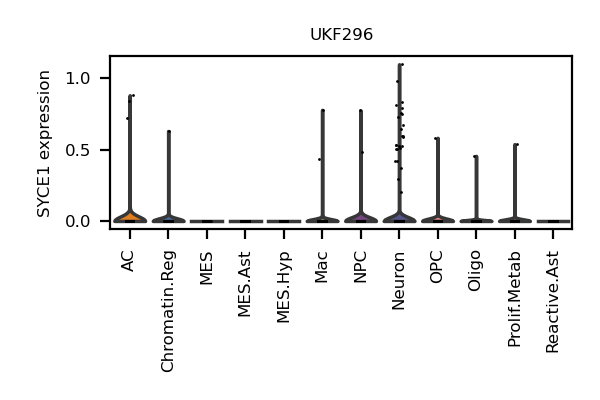 UKF296
SYCE1 expression
1.0
0.5
0.0
AC
Chromatin.Reg
MES
MES.Ast
MES.Hyp
Mac
NPC
Neuron
OPC
Oligo
Prolif.Metab
Reactive.Ast